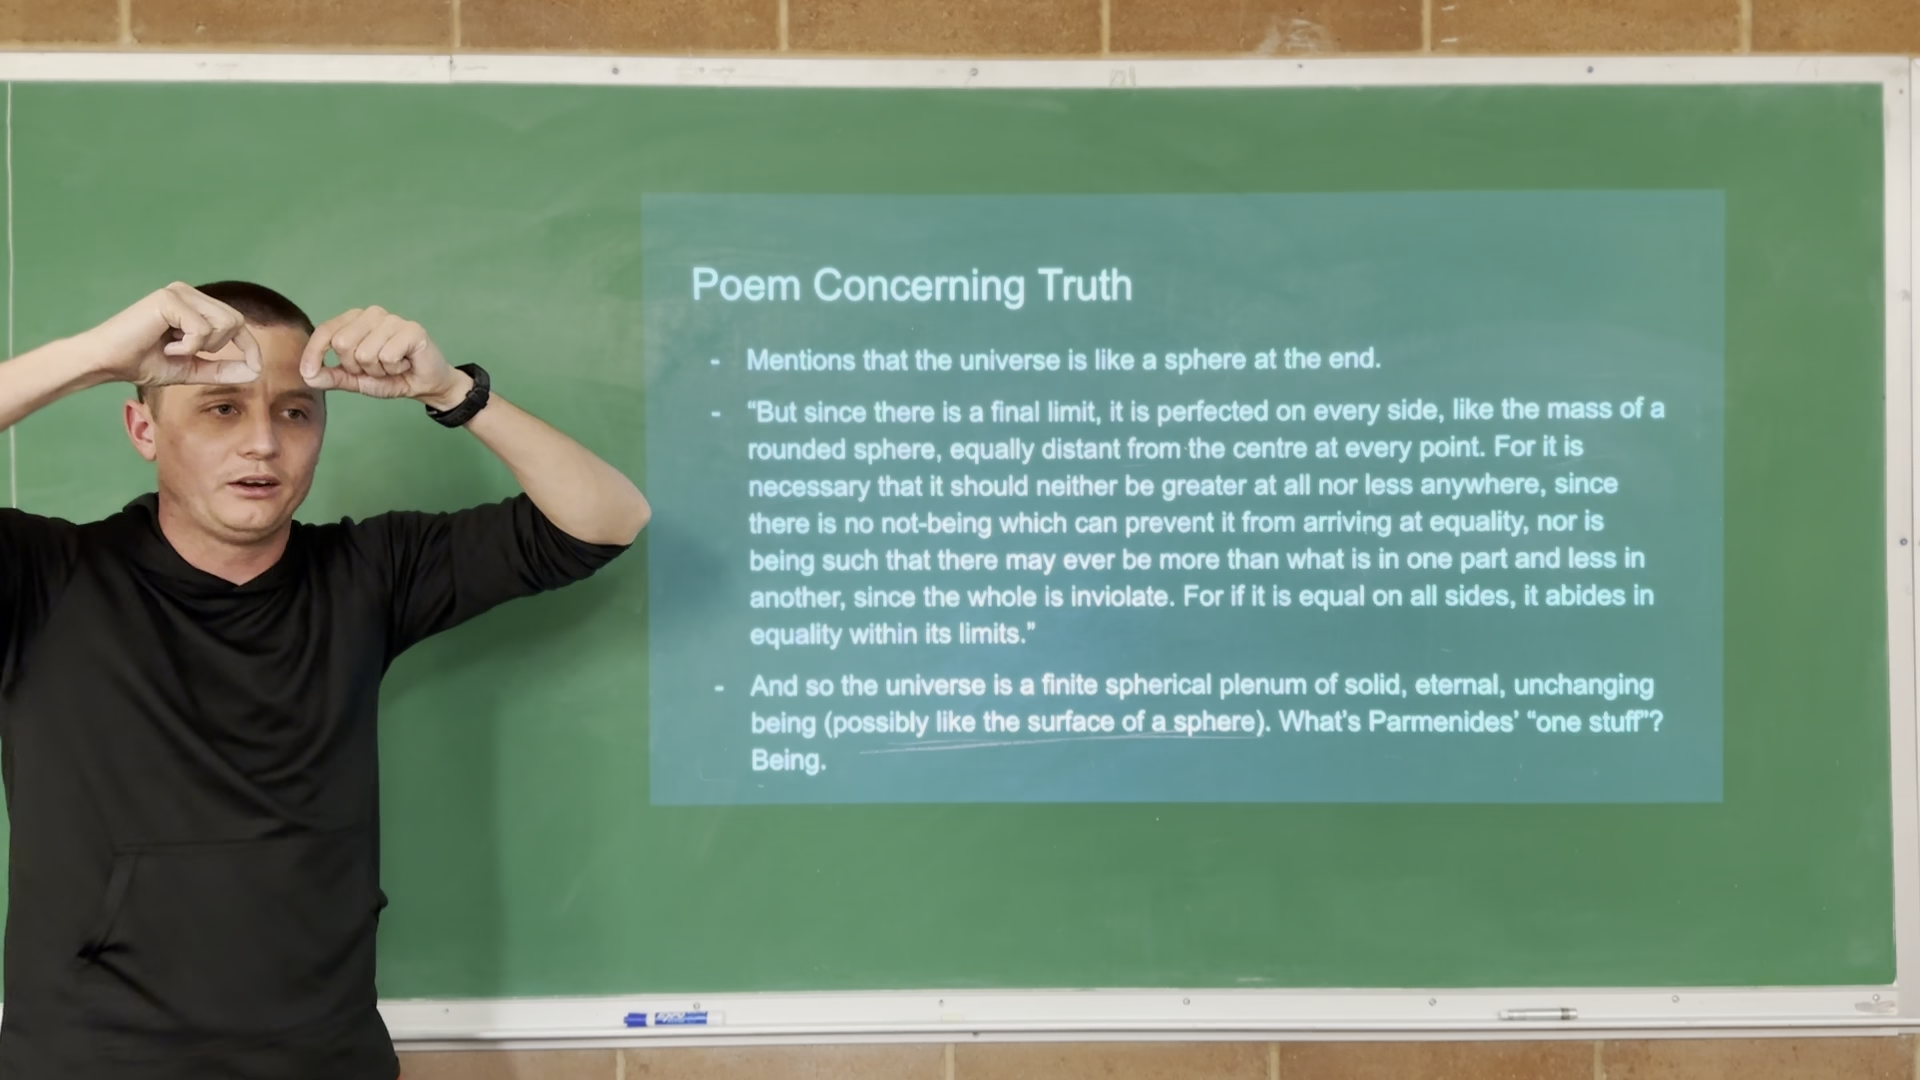 Poem Concerning Truth
- Mentions that the universe is like a sphere at the end.
- “But since there is a final limit, it is perfected on every side, like the mass of a
rounded sphere, equally distant from the centre at every point. For it is
necessary that it should neither be greater at all nor less anywhere, since
there is no not-being which can prevent it from arriving at equality, nor is
being such that there may ever be more than what is in one part and less in
another, since the whole is inviolate. For if it is equal on all sides, it abides in
equality within its limits.”
- And so the universe is a finite spherical plenum of solid, eternal, unchanging
being (possibly like the surface of a sphere). What’s Parmenides’ “one stuff”?
Being.